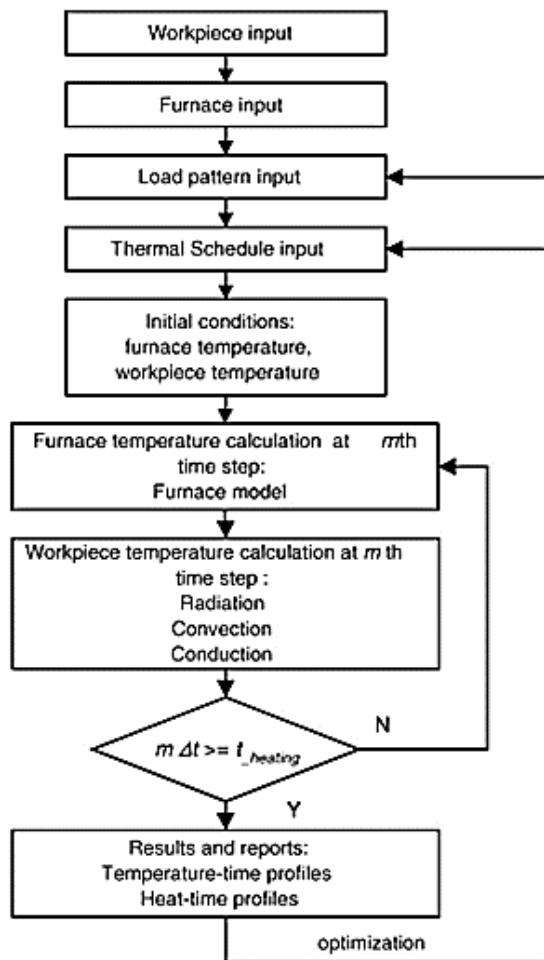 Workpiece input
Furnace input
Load pattern input
Thermal Schedule input
Initial conditions:
furnace temperature,
workpiece temperature
Furnace temperature calculation at mth
time step:
Furnace model
Workpiece temperature calculation at m th
time step :
Radiation
Convection
Conduction
m Δt >= t_heating
N
Y
Results and reports:
Temperature-time profiles
Heat-time profiles
optimization